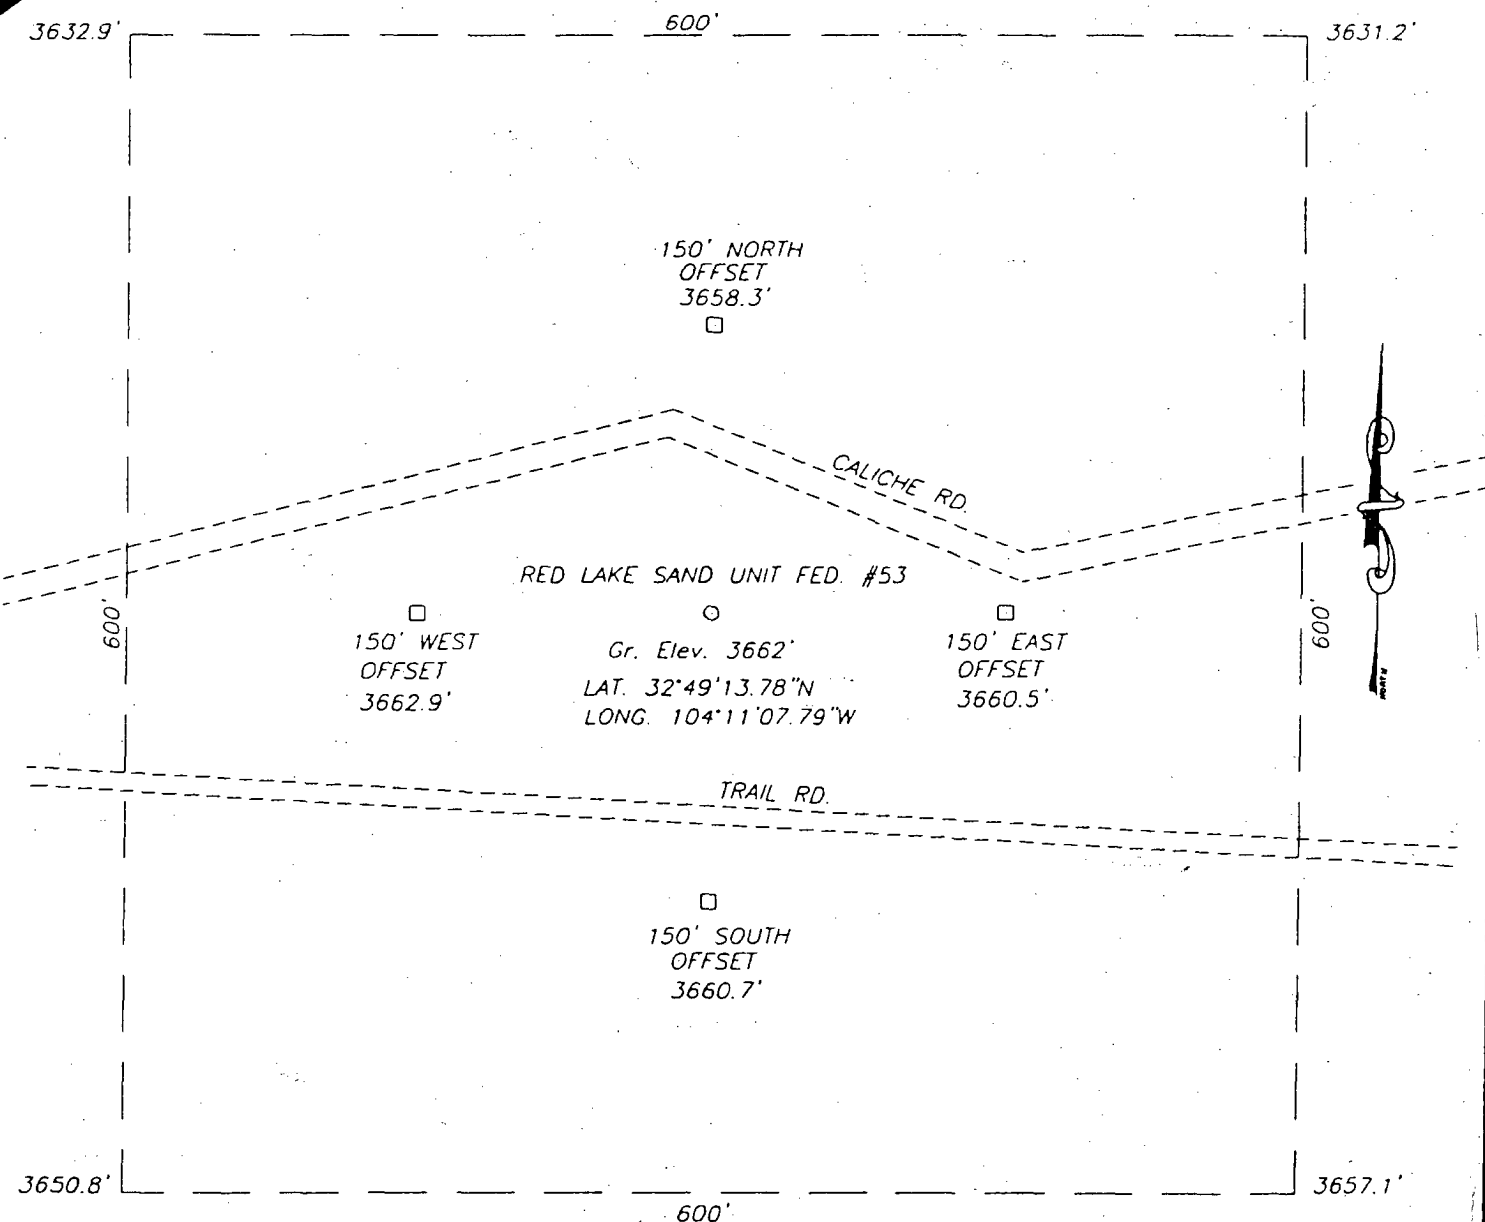 3632.9'
600'
3631.2'
150' NORTH
OFFSET
3658.3'
CALICHE RD.
RED LAKE SAND UNIT FED. #53
600'
600'
150' WEST
OFFSET
3662.9'
Gr. Elev. 3662'
LAT. 32°49'13.78"N
LONG. 104°11'07.79"W
150' EAST
OFFSET
3660.5'
NORTH
TRAIL RD.
150' SOUTH
OFFSET
3660.7'
3650.8'
600'
3657.1'